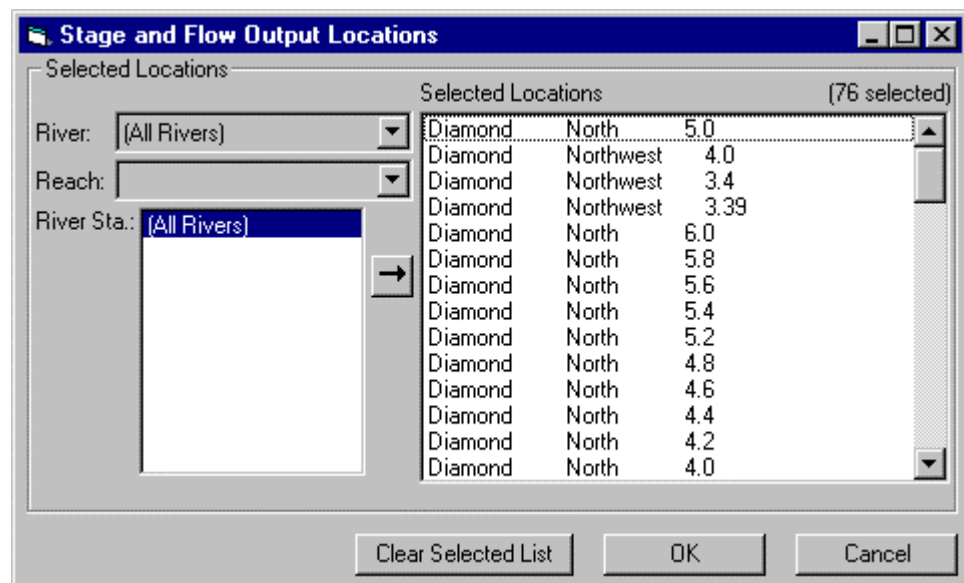 Stage and Flow Output Locations
Selected Locations
Selected Locations (76 selected)
River: (All Rivers)
Reach:
River Sta.: (All Rivers)
Diamond North 5.0
Diamond Northwest 4.0
Diamond Northwest 3.4
Diamond Northwest 3.39
Diamond North 6.0
Diamond North 5.8
Diamond North 5.6
Diamond North 5.4
Diamond North 5.2
Diamond North 4.8
Diamond North 4.6
Diamond North 4.4
Diamond North 4.2
Diamond North 4.0
Clear Selected List OK Cancel